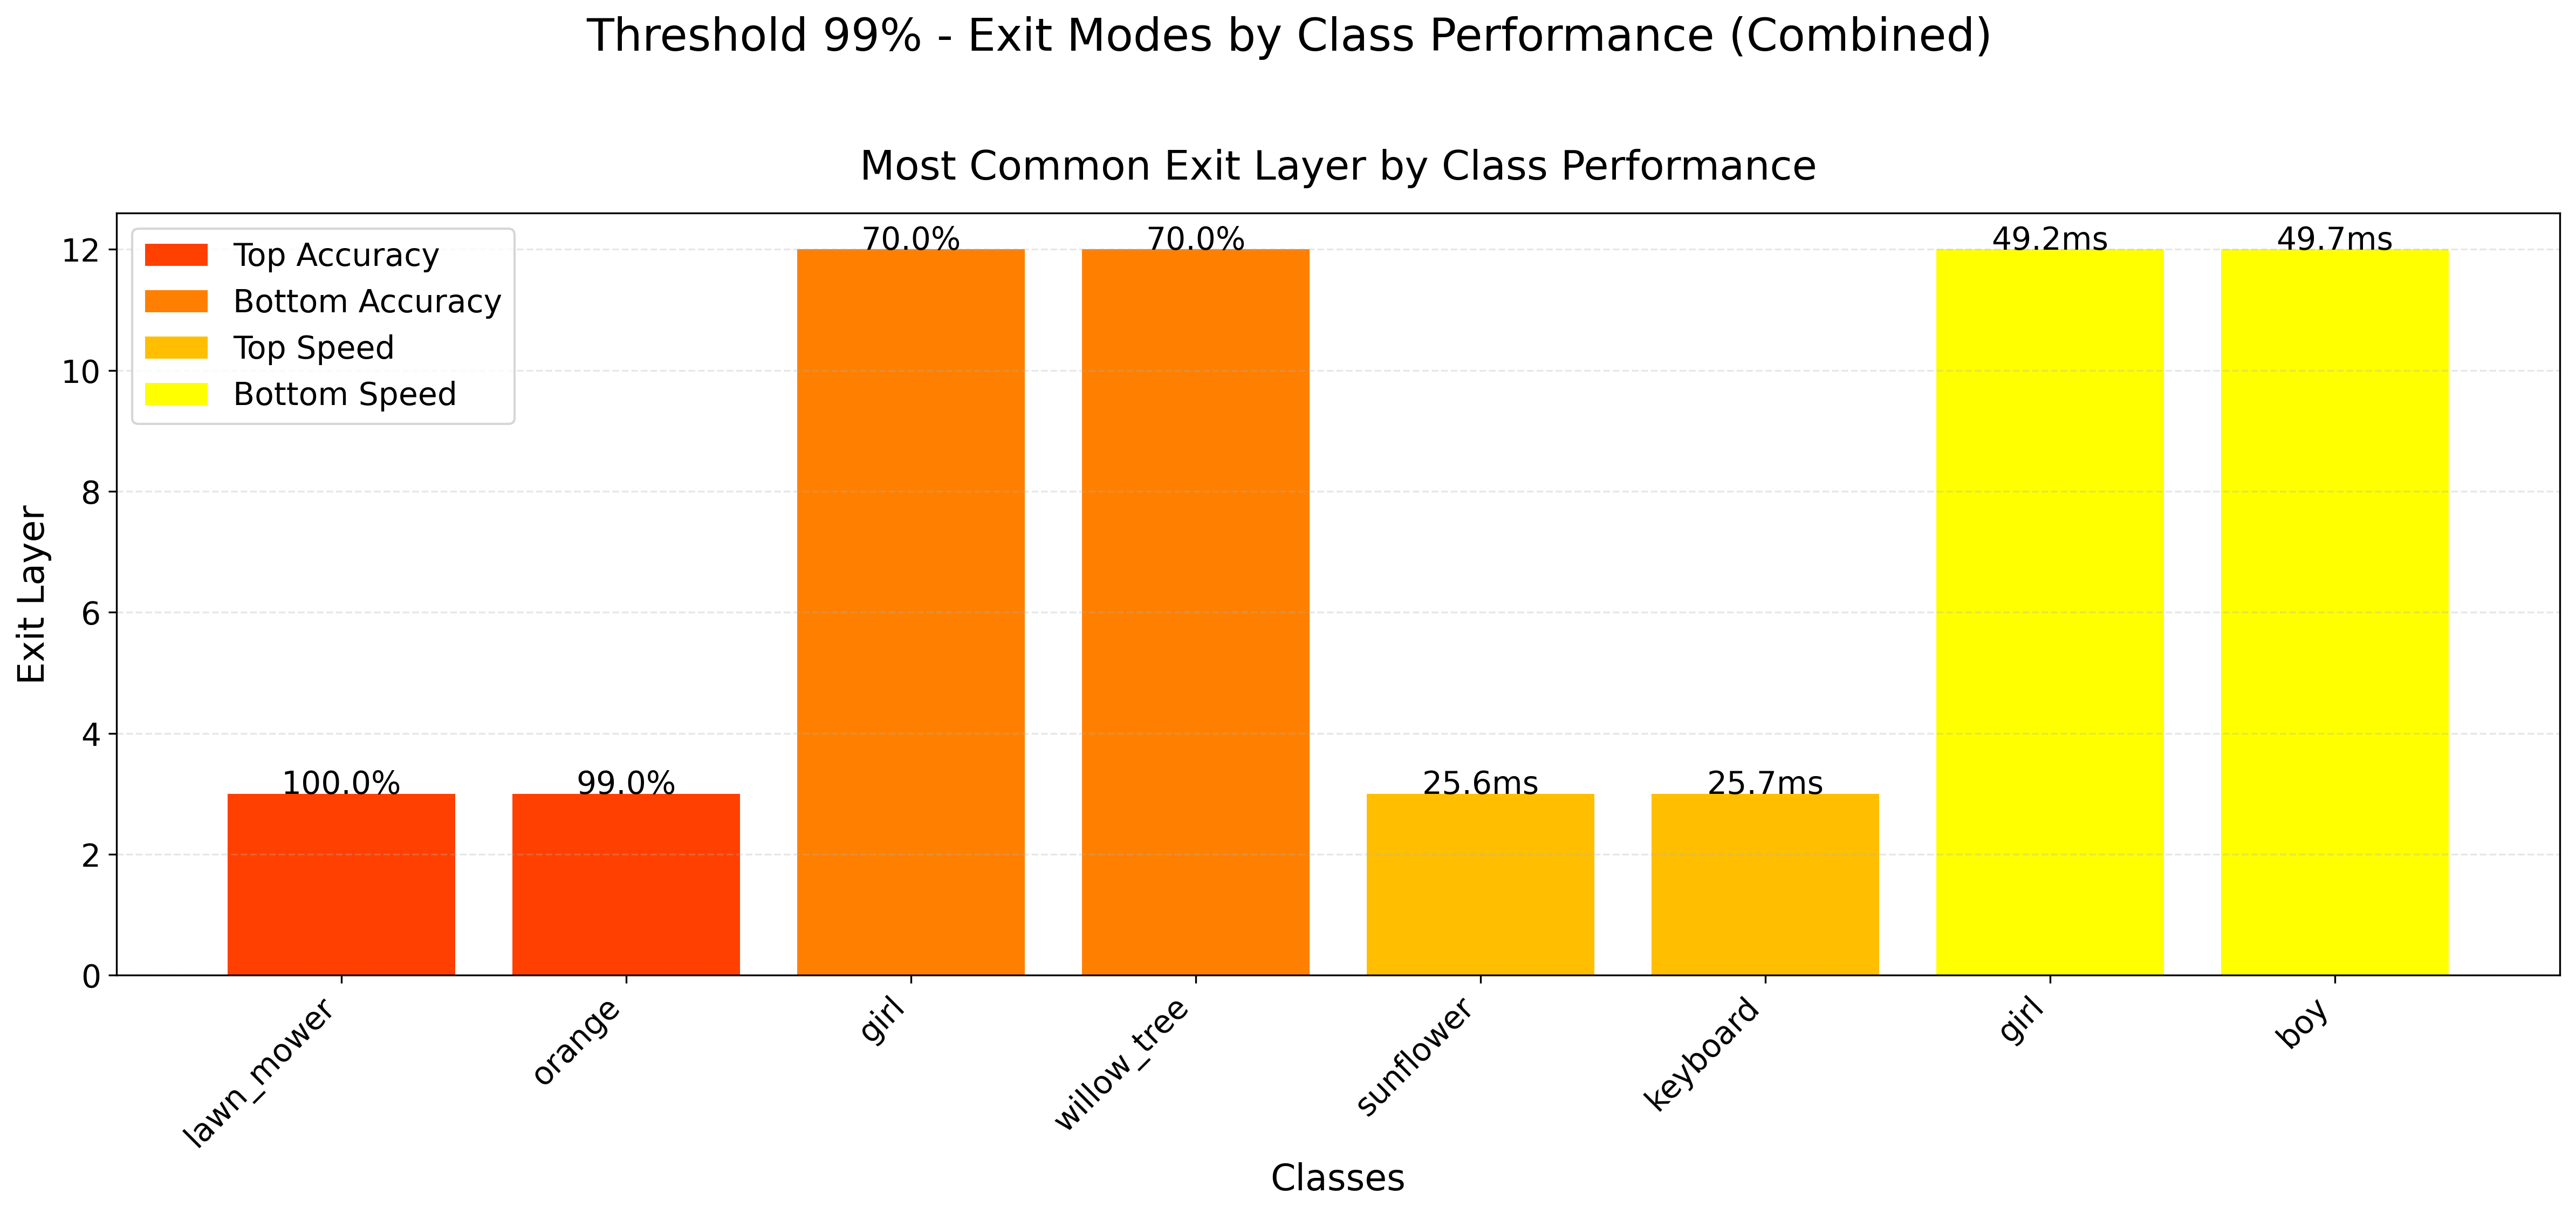 Threshold 99% - Exit Modes by Class Performance (Combined)
Most Common Exit Layer by Class Performance
Top Accuracy
Bottom Accuracy
Top Speed
Bottom Speed
Exit Layer
12
10
8
6
4
2
0
100.0%
99.0%
70.0%
70.0%
25.6ms
25.7ms
49.2ms
49.7ms
lawn_mower
orange
girl
willow_tree
sunflower
keyboard
girl
boy
Classes